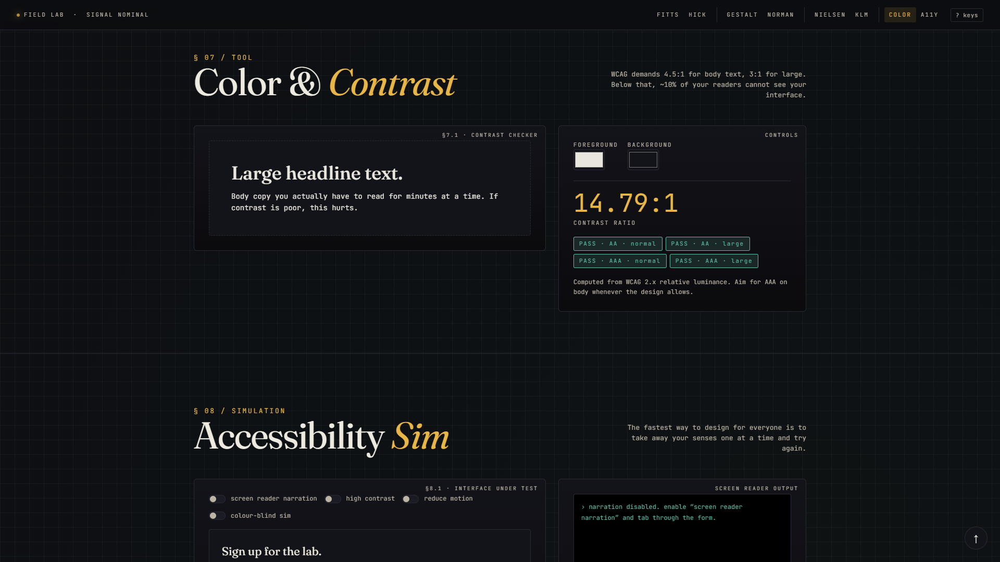 FIELD LAB · SIGNAL NOMINAL
FITTS HICK GESTALT NORMAN NIELSEN KLM COLOR A11Y ? keys
§ 07 / TOOL
Color & Contrast
WCAG demands 4.5:1 for body text, 3:1 for large.
Below that, ~10% of your readers cannot see your
interface.
§7.1 · CONTRAST CHECKER
Large headline text.
Body copy you actually have to read for minutes at a time. If
contrast is poor, this hurts.
CONTROLS
FOREGROUND BACKGROUND
14.79:1
CONTRAST RATIO
PASS · AA · normal PASS · AA · large
PASS · AAA · normal PASS · AAA · large
Computed from WCAG 2.x relative luminance. Aim for AAA on
body whenever the design allows.
§ 08 / SIMULATION
Accessibility Sim
The fastest way to design for everyone is to
take away your senses one at a time and try
again.
§8.1 · INTERFACE UNDER TEST
screen reader narration high contrast reduce motion
colour-blind sim
Sign up for the lab.
SCREEN READER OUTPUT
› narration disabled. enable “screen reader
narration” and tab through the form.
↑